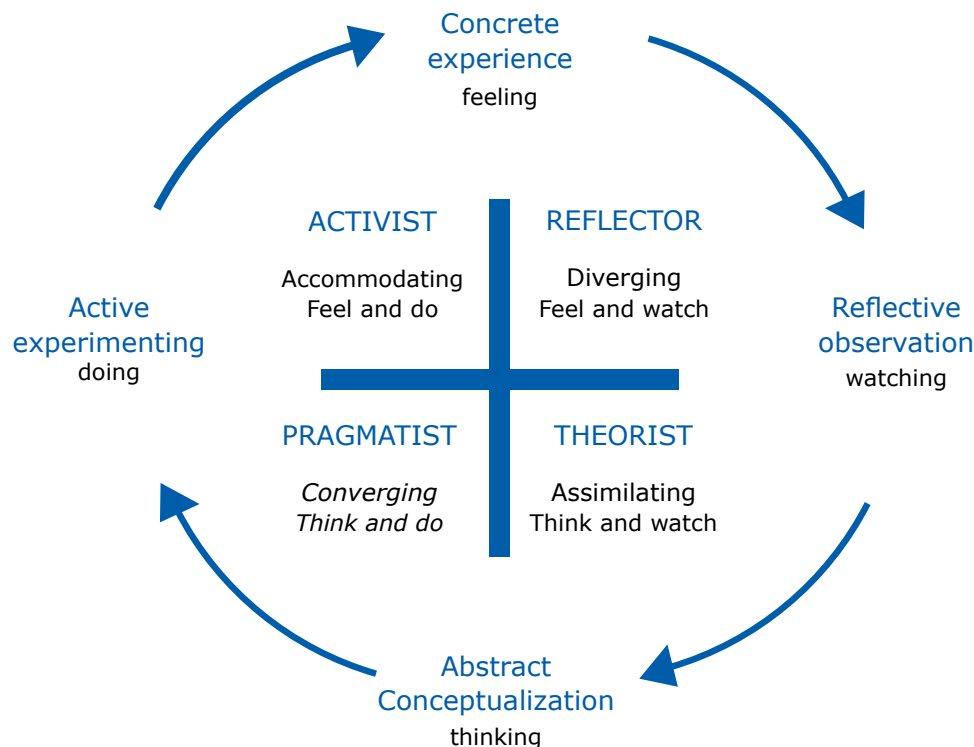 Concrete
experience
feeling
ACTIVIST
Accommodating
Feel and do
REFLECTOR
Diverging
Feel and watch
Active
experimenting
doing
Reflective
observation
watching
PRAGMATIST
Converging
Think and do
THEORIST
Assimilating
Think and watch
Abstract
Conceptualization
thinking